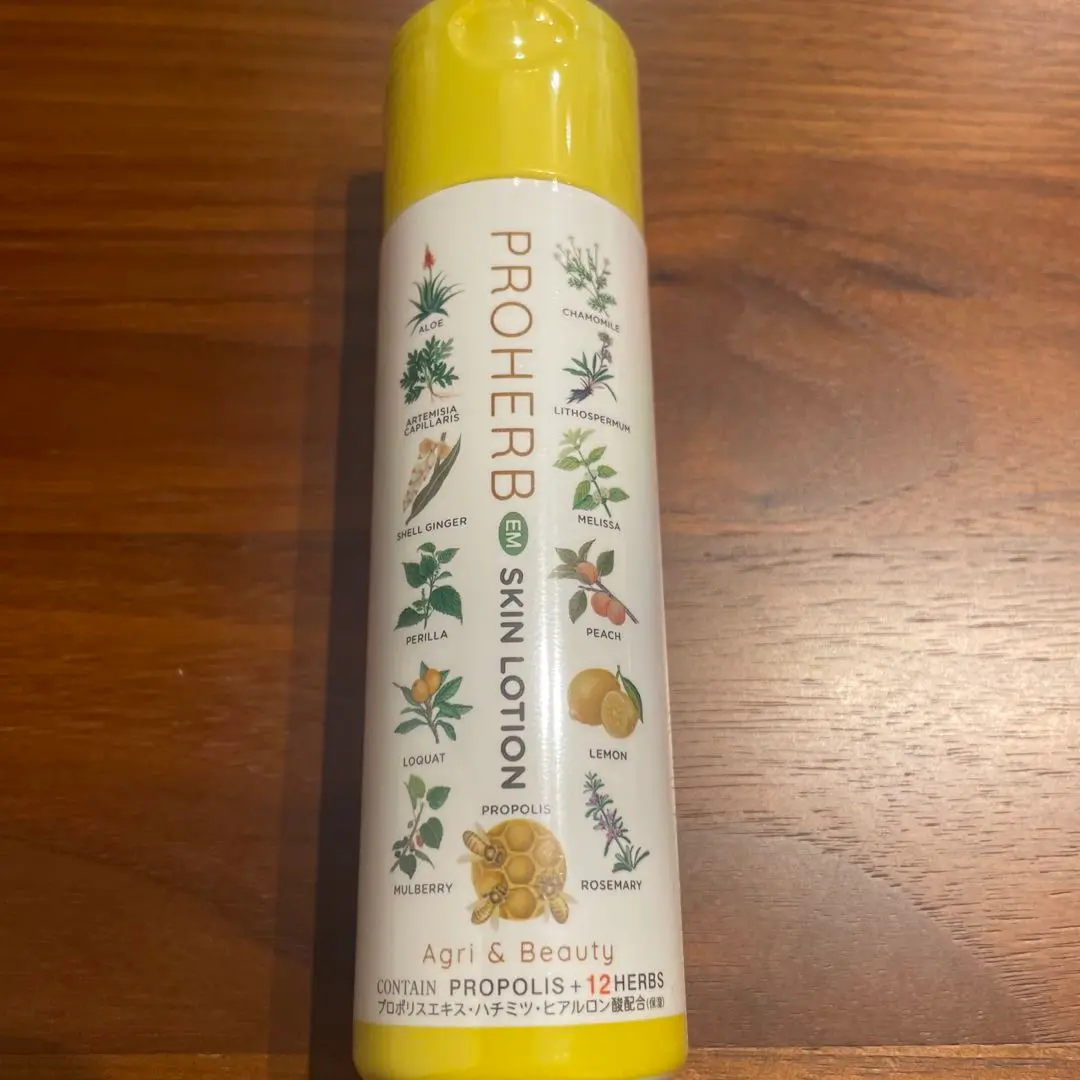 PROHERB
EM
SKIN LOTION
ALOE
ARTEMISIA
CAPILLARIS
SHELL GINGER
PERILLA
LOQUAT
MULBERRY
CHAMOMILE
LITHOSPERMUM
MELISSA
PEACH
LEMON
ROSEMARY
PROPOLIS
Agri & Beauty
CONTAIN PROPOLIS + 12HERBS
プロポリスエキス・ハチミツ・ヒアルロン酸配合(保湿)